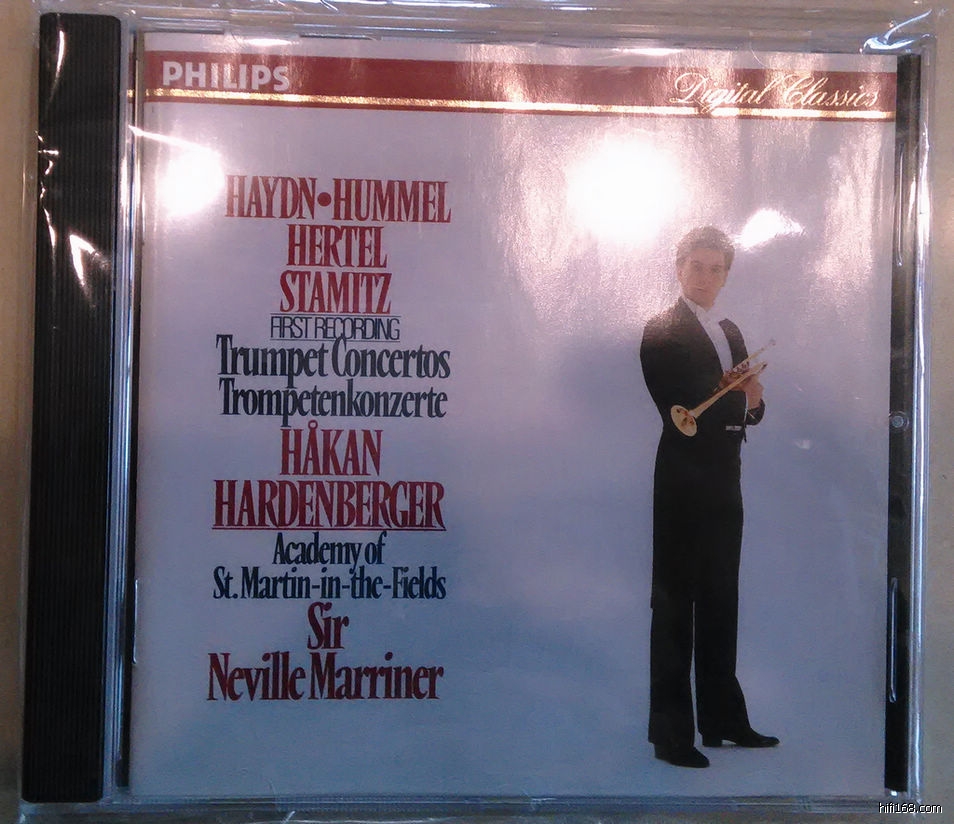 PHILIPS
Digital Classics
HAYDN•HUMMEL
HERTEL
STAMITZ
FIRST RECORDING
Trumpet Concertos
Trompetenkonzerte
HÅKAN
HARDENBERGER
Academy of
St. Martin-in-the-Fields
Sir
Neville Marriner
hifi168.com